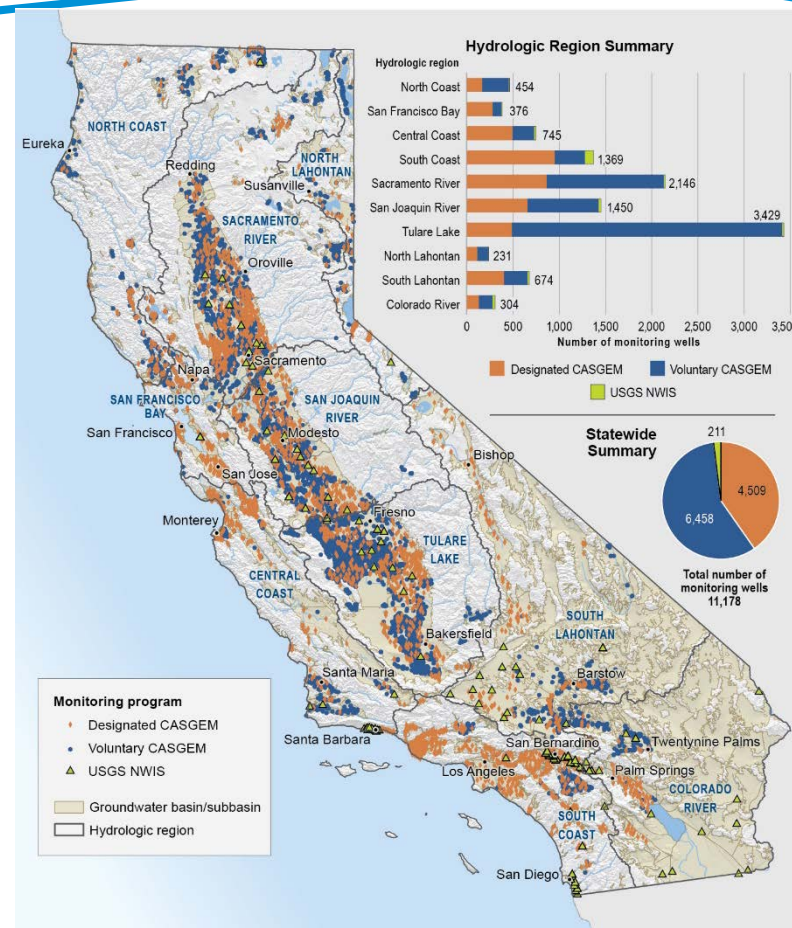 Hydrologic Region Summary
Hydrologic region
North Coast 454
San Francisco Bay 376
Central Coast 745
South Coast 1,369
Sacramento River 2,146
San Joaquin River 1,450
Tulare Lake 3,429
North Lahontan 231
South Lahontan 674
Colorado River 304
0 500 1,000 1,500 2,000 2,500 3,000
Number of monitoring wells
Designated CASGEM Voluntary CASGEM
USGS NWIS
Statewide
Summary
211
4,509
6,458
Total number of
monitoring wells
11,178
NORTH COAST
Eureka
Redding
NORTH
LAHONTAN
Susanville
SACRAMENTO
RIVER
Oroville
Sacramento
Napa
SAN FRANCISCO
BAY
SAN JOAQUIN
RIVER
San Francisco
Modesto
San Jose
Bishop
Monterey
Fresno
TULARE
LAKE
CENTRAL
COAST
Bakersfield
SOUTH
LAHONTAN
Santa Maria
Barstow
Santa Barbara
San Bernardino
Twentynine Palms
Los Angeles
Palm Springs
COLORADO
RIVER
SOUTH
COAST
San Diego
Monitoring program
Designated CASGEM
Voluntary CASGEM
USGS NWIS
Groundwater basin/subbasin
Hydrologic region